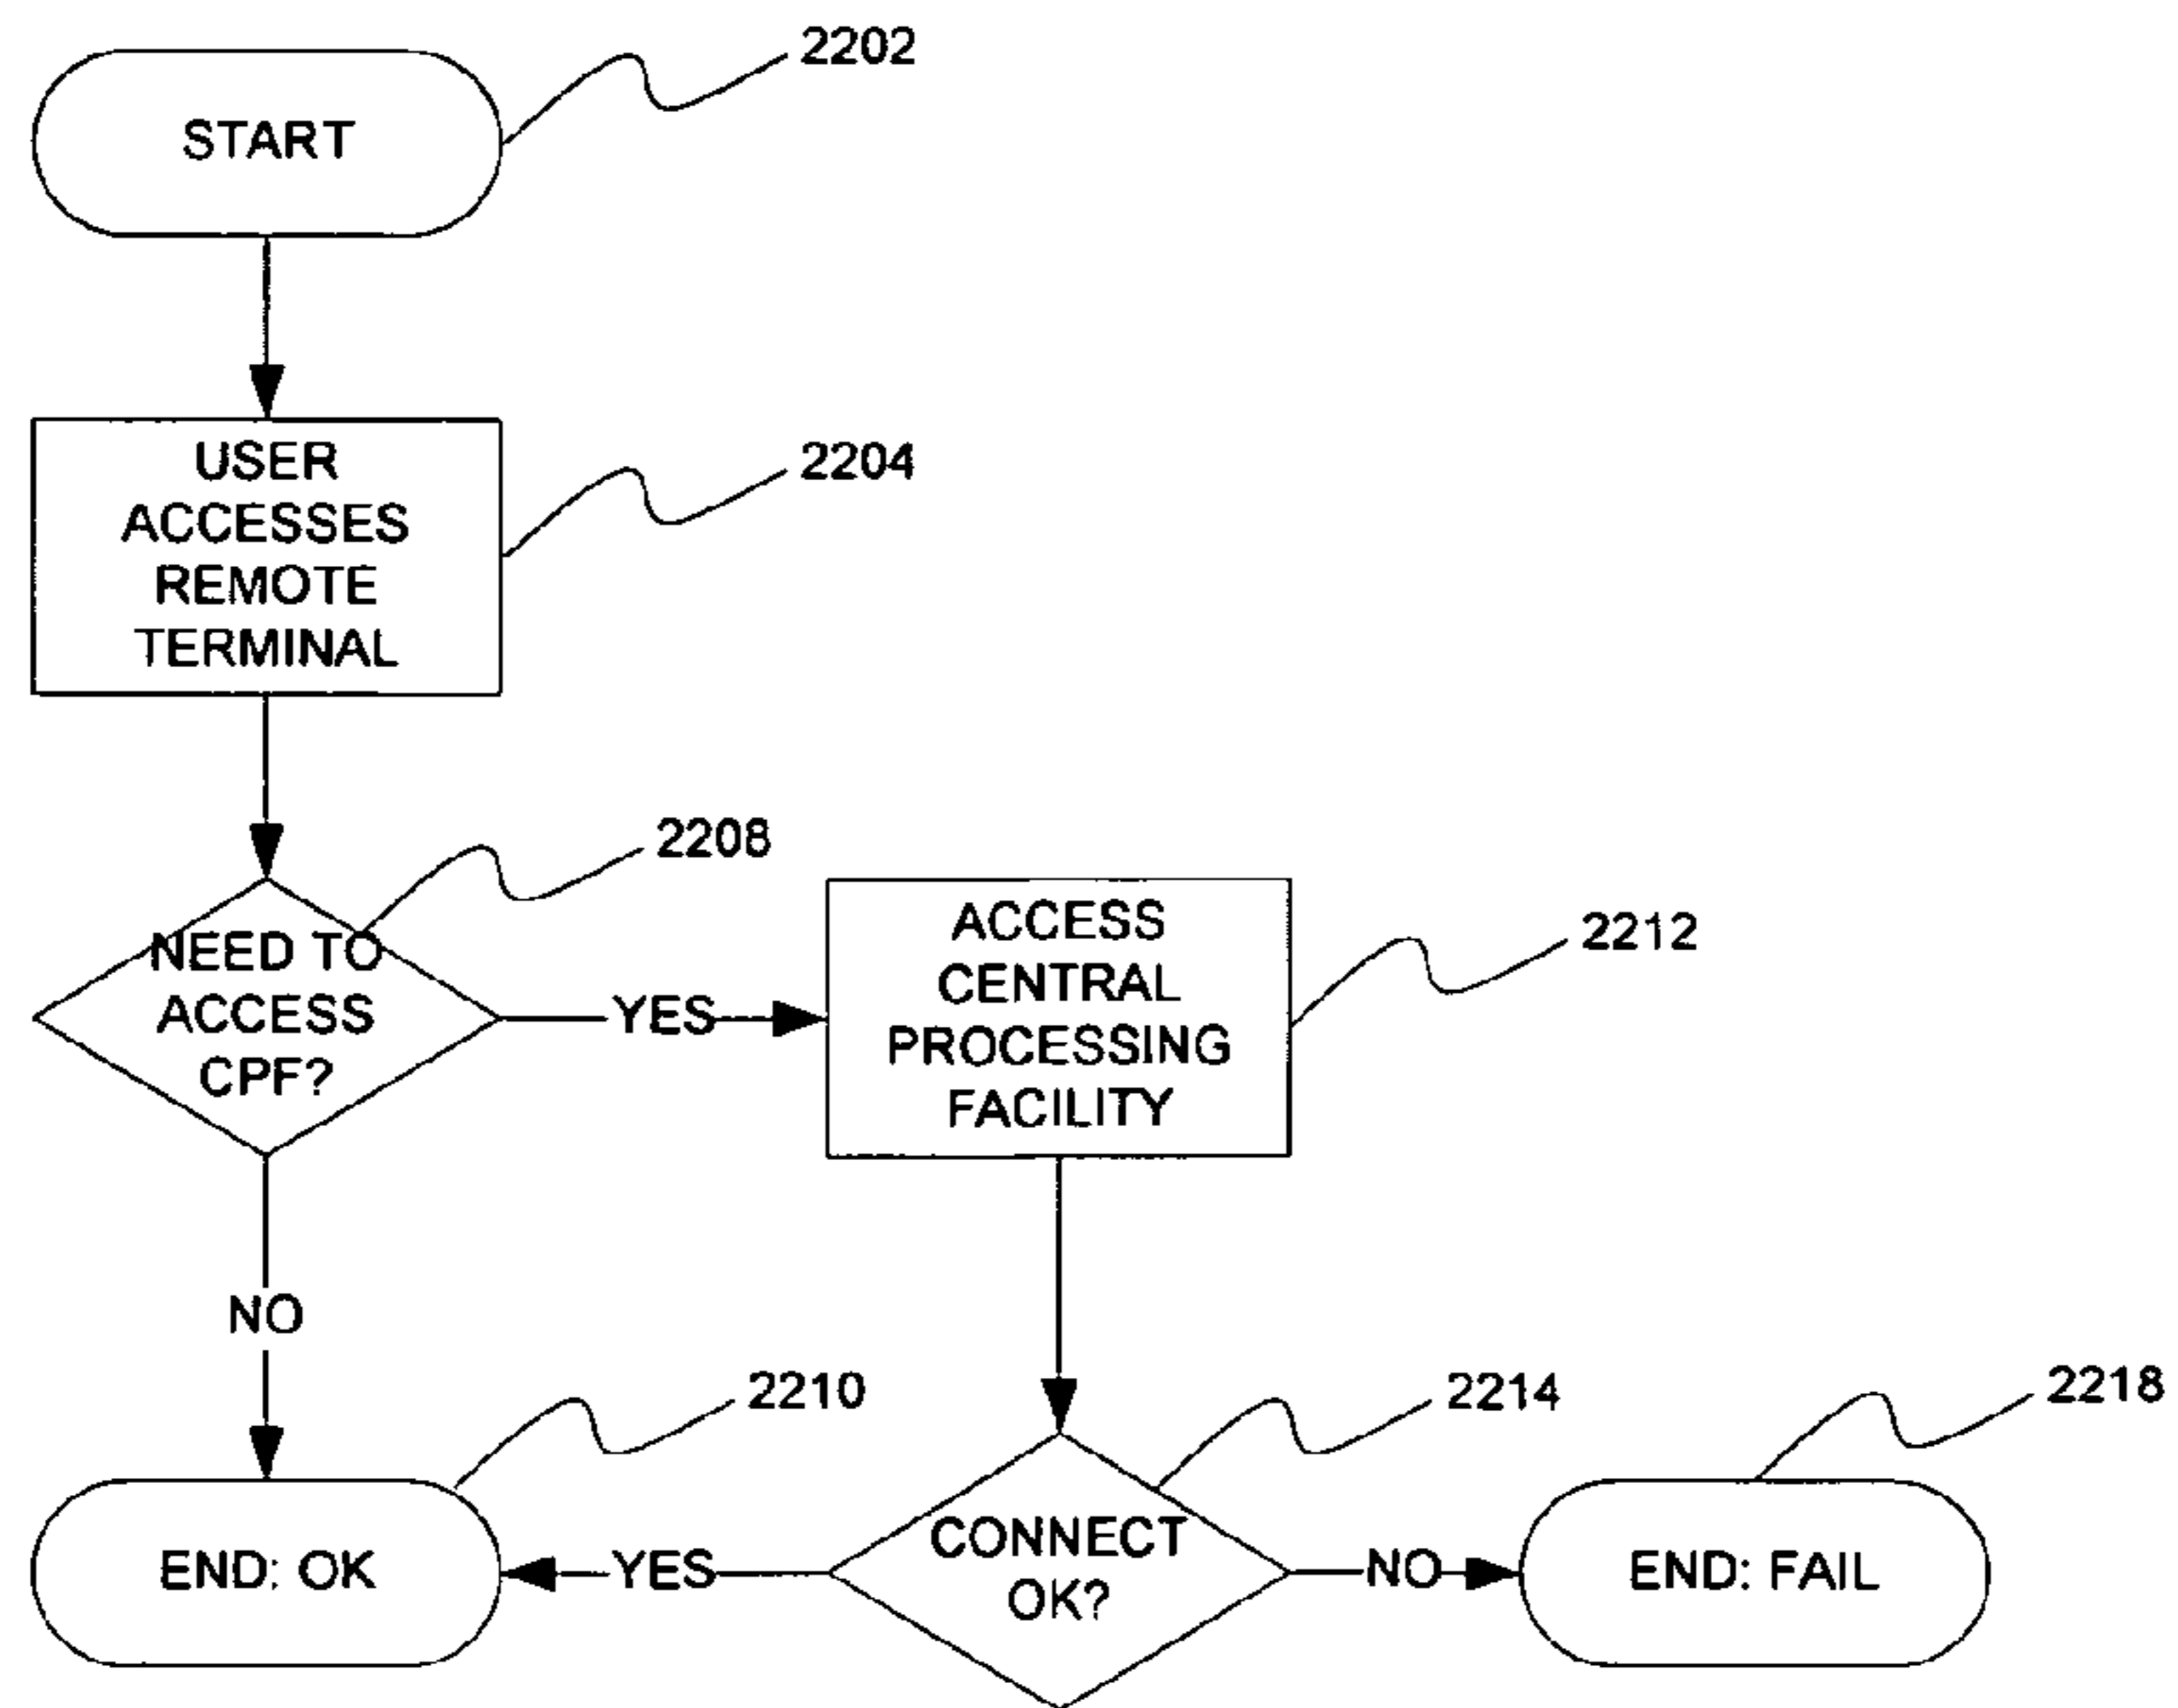 2202
START
2204
USER
ACCESSES
REMOTE
TERMINAL
2208
NEED TO
ACCESS
CPF?
YES
2212
ACCESS
CENTRAL
PROCESSING
FACILITY
NO
2210
END: OK
YES
2214
CONNECT
OK?
NO
2218
END: FAIL